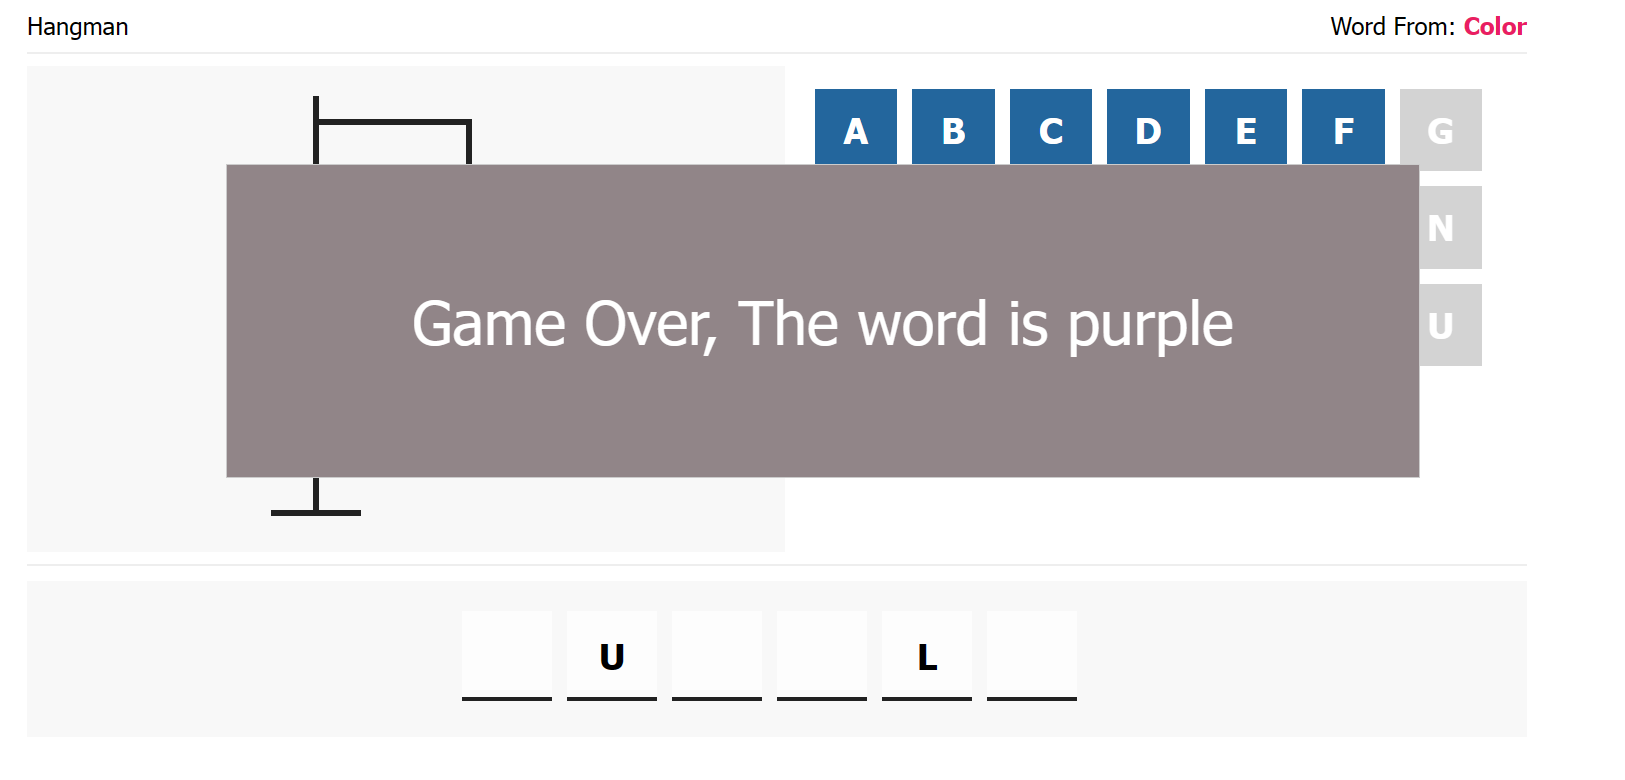 Hangman
Word From: Color
A B C D E F G
N
Game Over, The word is purple
U
U L